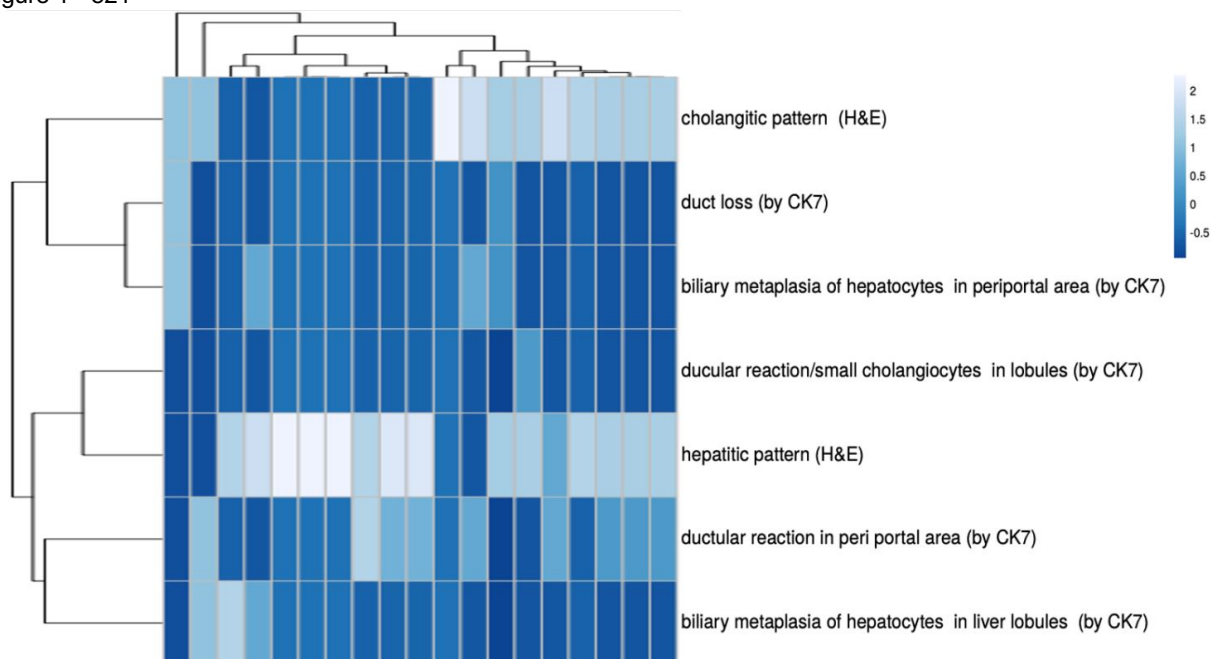 cholangitic pattern (H&E)
2
1.5
duct loss (by CK7)
1
0.5
0
-0.5
biliary metaplasia of hepatocytes in periportal area (by CK7)
ducular reaction/small cholangiocytes in lobules (by CK7)
hepatitic pattern (H&E)
ductular reaction in peri portal area (by CK7)
biliary metaplasia of hepatocytes in liver lobules (by CK7)